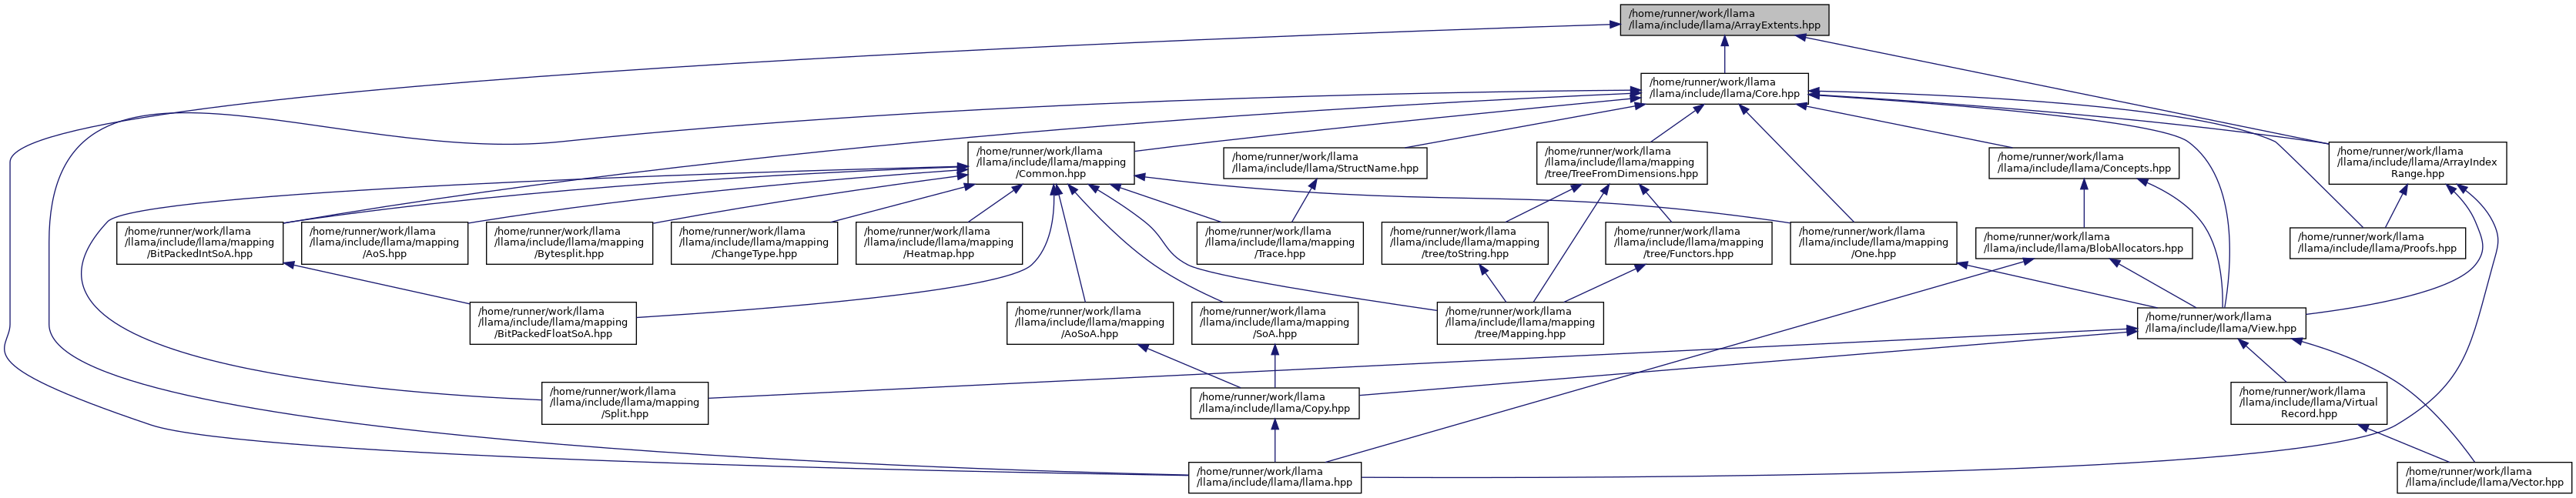 /home/runner/work/llama
/llama/include/llama/ArrayExtents.hpp
/home/runner/work/llama
/llama/include/llama/Core.hpp
/home/runner/work/llama
/llama/include/llama/mapping
/Common.hpp
/home/runner/work/llama
/llama/include/llama/StructName.hpp
/home/runner/work/llama
/llama/include/llama/mapping
/tree/TreeFromDimensions.hpp
/home/runner/work/llama
/llama/include/llama/Concepts.hpp
/home/runner/work/llama
/llama/include/llama/ArrayIndex
Range.hpp
/home/runner/work/llama
/llama/include/llama/mapping
/BitPackedIntSoA.hpp
/home/runner/work/llama
/llama/include/llama/mapping
/AoS.hpp
/home/runner/work/llama
/llama/include/llama/mapping
/Bytesplit.hpp
/home/runner/work/llama
/llama/include/llama/mapping
/ChangeType.hpp
/home/runner/work/llama
/llama/include/llama/mapping
/Heatmap.hpp
/home/runner/work/llama
/llama/include/llama/mapping
/Trace.hpp
/home/runner/work/llama
/llama/include/llama/mapping
/tree/toString.hpp
/home/runner/work/llama
/llama/include/llama/mapping
/tree/Functors.hpp
/home/runner/work/llama
/llama/include/llama/mapping
/One.hpp
/home/runner/work/llama
/llama/include/llama/BlobAllocators.hpp
/home/runner/work/llama
/llama/include/llama/Proofs.hpp
/home/runner/work/llama
/llama/include/llama/mapping
/BitPackedFloatSoA.hpp
/home/runner/work/llama
/llama/include/llama/mapping
/AoSoA.hpp
/home/runner/work/llama
/llama/include/llama/mapping
/SoA.hpp
/home/runner/work/llama
/llama/include/llama/mapping
/tree/Mapping.hpp
/home/runner/work/llama
/llama/include/llama/View.hpp
/home/runner/work/llama
/llama/include/llama/mapping
/Split.hpp
/home/runner/work/llama
/llama/include/llama/Copy.hpp
/home/runner/work/llama
/llama/include/llama/Virtual
Record.hpp
/home/runner/work/llama
/llama/include/llama/llama.hpp
/home/runner/work/llama
/llama/include/llama/Vector.hpp